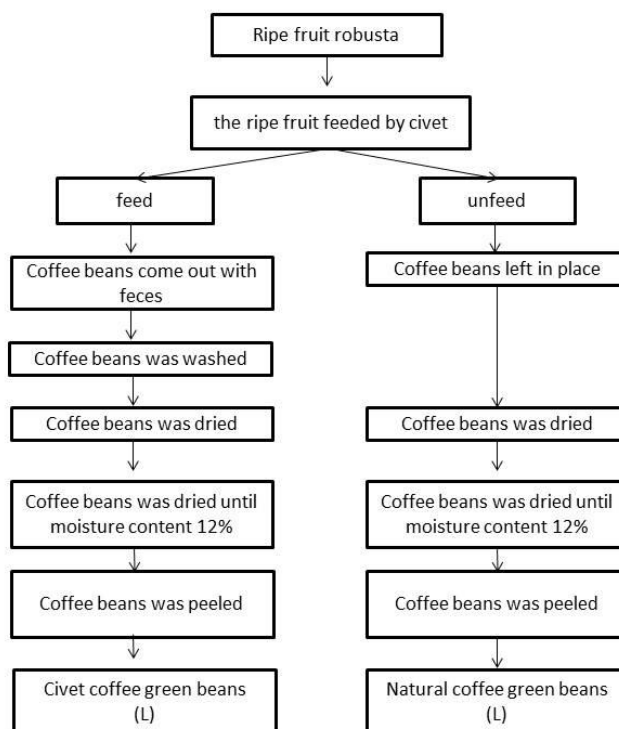 Ripe fruit robusta
the ripe fruit feeded by civet
feed
unfeed
Coffee beans come out with
feces
Coffee beans left in place
Coffee beans was washed
Coffee beans was dried
Coffee beans was dried
Coffee beans was dried until
moisture content 12%
Coffee beans was dried until
moisture content 12%
Coffee beans was peeled
Coffee beans was peeled
Civet coffee green beans
(L)
Natural coffee green beans
(L)